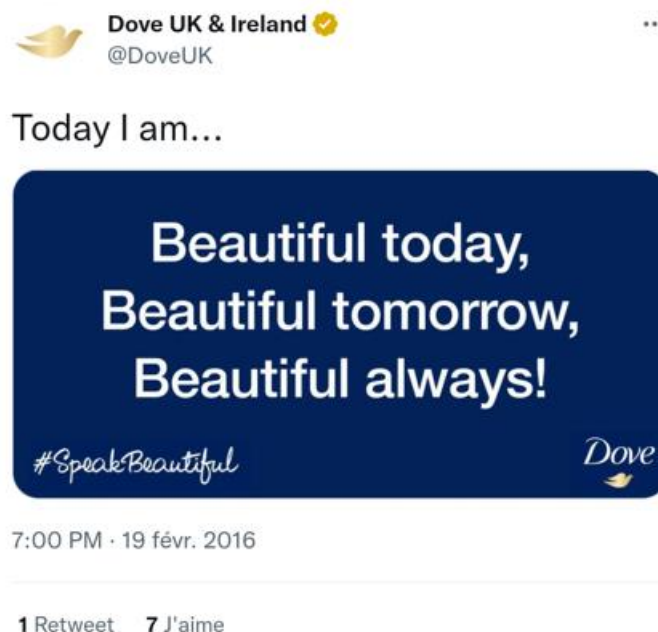 Dove UK & Ireland
@DoveUK
Today I am...
Beautiful today,
Beautiful tomorrow,
Beautiful always!
#SpeakBeautiful
Dove
7:00 PM · 19 févr. 2016
1 Retweet 7 J'aime